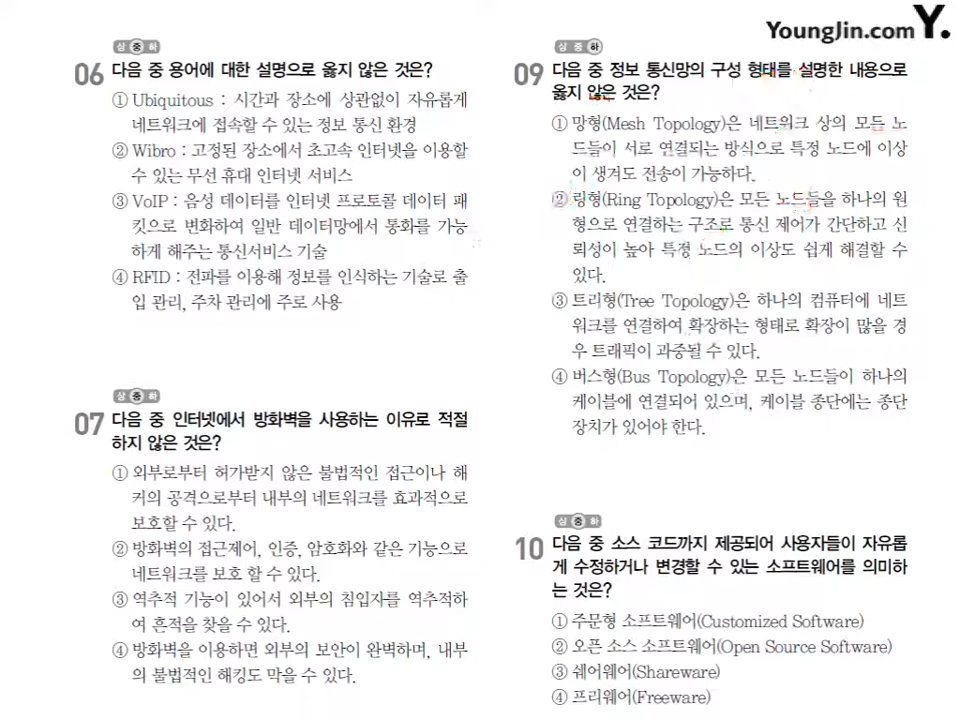 YoungJin.com Y.
상 중 하
06 다음 중 용어에 대한 설명으로 옳지 않은 것은?
① Ubiquitous : 시간과 장소에 상관없이 자유롭게
네트워크에 접속할 수 있는 정보 통신 환경
② Wibro : 고정된 장소에서 초고속 인터넷을 이용할
수 있는 무선 휴대 인터넷 서비스
③ VoIP : 음성 데이터를 인터넷 프로토콜 데이터 패
킷으로 변화하여 일반 데이터망에서 통화를 가능
하게 해주는 통신서비스 기술
④ RFID : 전파를 이용해 정보를 인식하는 기술로 출
입 관리, 주차 관리에 주로 사용
상 중 하
07 다음 중 인터넷에서 방화벽을 사용하는 이유로 적절
하지 않은 것은?
① 외부로부터 허가받지 않은 불법적인 접근이나 해
커의 공격으로부터 내부의 네트워크를 효과적으로
보호할 수 있다.
② 방화벽의 접근제어, 인증, 암호화와 같은 기능으로
네트워크를 보호 할 수 있다.
③ 역추적 기능이 있어서 외부의 침입자를 역추적하
여 흔적을 찾을 수 있다.
④ 방화벽을 이용하면 외부의 보안이 완벽하며, 내부
의 불법적인 해킹도 막을 수 있다.
상 중 하
09 다음 중 정보 통신망의 구성 형태를 설명한 내용으로
옳지 않은 것은?
① 망형(Mesh Topology)은 네트워크 상의 모든 노
드들이 서로 연결되는 방식으로 특정 노드에 이상
이 생겨도 전송이 가능하다.
② 링형(Ring Topology)은 모든 노드들을 하나의 원
형으로 연결하는 구조로 통신 제어가 간단하고 신
뢰성이 높아 특정 노드의 이상도 쉽게 해결할 수
있다.
③ 트리형(Tree Topology)은 하나의 컴퓨터에 네트
워크를 연결하여 확장하는 형태로 확장이 많을 경
우 트래픽이 과중될 수 있다.
④ 버스형(Bus Topology)은 모든 노드들이 하나의
케이블에 연결되어 있으며, 케이블 종단에는 종단
장치가 있어야 한다.
상 중 하
10 다음 중 소스 코드까지 제공되어 사용자들이 자유롭
게 수정하거나 변경할 수 있는 소프트웨어를 의미하
는 것은?
① 주문형 소프트웨어(Customized Software)
② 오픈 소스 소프트웨어(Open Source Software)
③ 쉐어웨어(Shareware)
④ 프리웨어(Freeware)